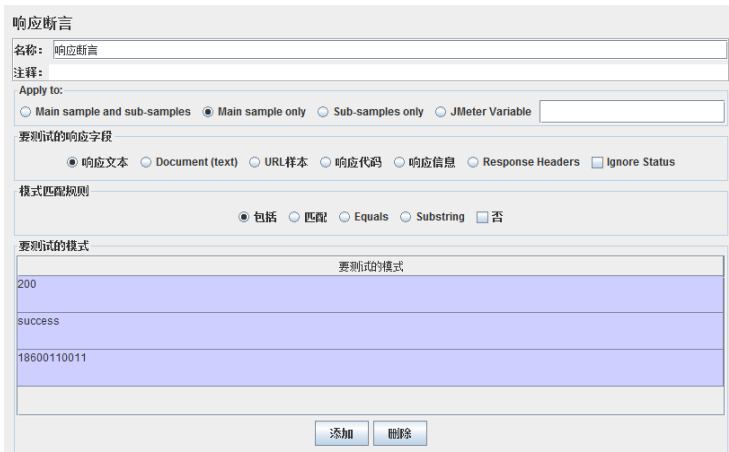 响应断言
名称： 响应断言
注释：
Apply to:
Main sample and sub-samples Main sample only Sub-samples only JMeter Variable
要测试的响应字段
响应文本 Document (text) URL样本 响应代码 响应信息 Response Headers Ignore Status
模式匹配规则
包括 匹配 Equals Substring 否
要测试的模式
要测试的模式
200
success
18600110011
添加 删除